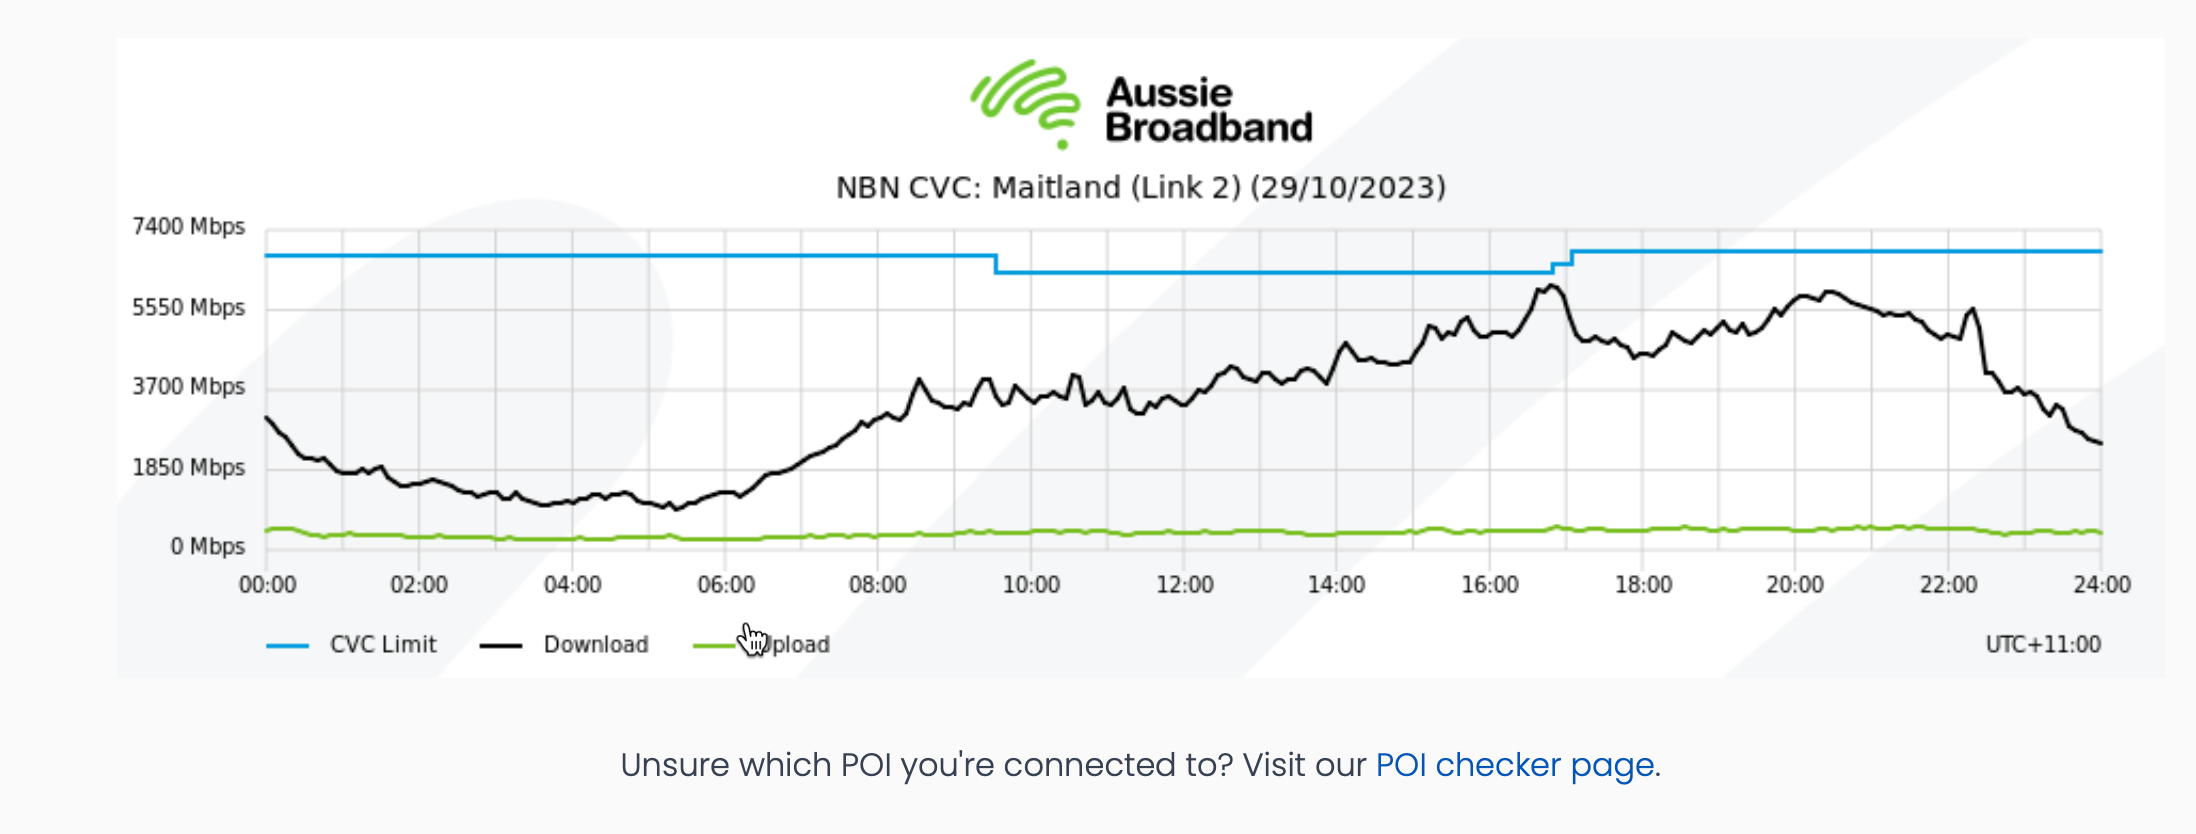 Aussie
Broadband
NBN CVC: Maitland (Link 2) (29/10/2023)
7400 Mbps
5550 Mbps
3700 Mbps
1850 Mbps
0 Mbps
00:00 02:00 04:00 06:00 08:00 10:00 12:00 14:00 16:00 18:00 20:00 22:00 24:00
CVC Limit Download Upload UTC+11:00
Unsure which POI you're connected to? Visit our POI checker page.